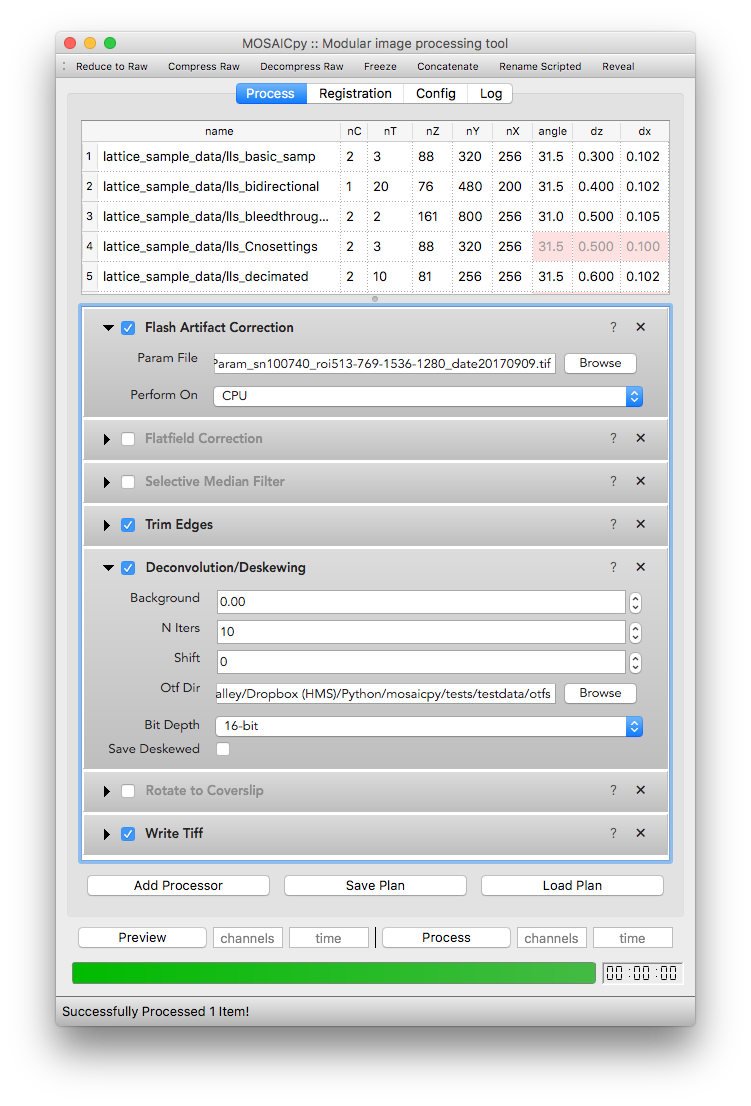 MOSAICpy :: Modular image processing tool
Reduce to Raw Compress Raw Decompress Raw Freeze Concatenate Rename Scripted Reveal
Process Registration Config Log
name nC nT nZ nY nX angle dz dx
1 lattice_sample_data/lls_basic_samp 2 3 88 320 256 31.5 0.300 0.102
2 lattice_sample_data/lls_bidirectional 1 20 76 480 200 31.5 0.400 0.102
3 lattice_sample_data/lls_bleedthroug... 2 2 161 800 256 31.0 0.500 0.105
4 lattice_sample_data/lls_Cnosettings 2 3 88 320 256 31.5 0.500 0.100
5 lattice_sample_data/lls_decimated 2 10 81 256 256 31.5 0.600 0.102
Flash Artifact Correction ? ✕
Param File Param_sn100740_roi513-769-1536-1280_date20170909.tif Browse
Perform On CPU
Flatfield Correction ? ✕
Selective Median Filter ? ✕
Trim Edges ? ✕
Deconvolution/Deskewing ? ✕
Background 0.00
N Iters 10
Shift 0
Otf Dir alley/Dropbox (HMS)/Python/mosaicpy/tests/testdata/otfs Browse
Bit Depth 16-bit
Save Deskewed
Rotate to Coverslip ? ✕
Write Tiff ? ✕
Add Processor Save Plan Load Plan
Preview channels time Process channels time
00:00:00
Successfully Processed 1 Item!